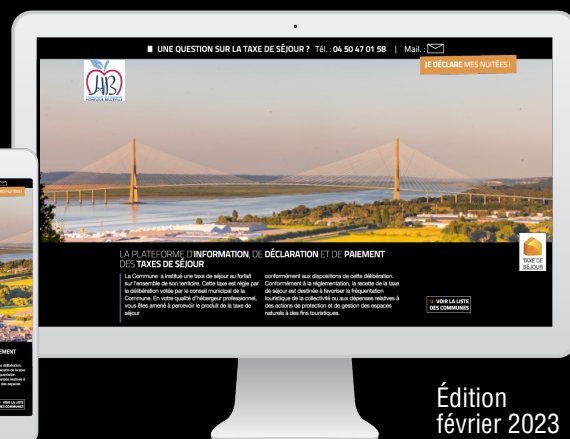 UNE QUESTION SUR LA TAXE DE SÉJOUR ? Tél. : 04 50 47 01 58 | Mail. :
JE DÉCLARE MES NUITÉES !
LA PLATEFORME D'INFORMATION, DE DÉCLARATION ET DE PAIEMENT
DES TAXES DE SÉJOUR
La Commune a institué une taxe de séjour au forfait
sur l'ensemble de son territoire. Cette taxe est régie par
la délibération votée par le conseil municipal de la
Commune. En votre qualité d'hébergeur professionnel,
vous êtes amené à percevoir le produit de la taxe de
séjour
conformément aux dispositions de cette délibération.
Conformément à la réglementation, la recette de la taxe
de séjour est destinée à favoriser la fréquentation
touristique de la collectivité ou aux dépenses relatives à
des actions de protection et de gestion des espaces
naturels à des fins touristiques.
TAXE DE
SÉJOUR
VOIR LA LISTE
DES COMMUNES
Édition
février 2023